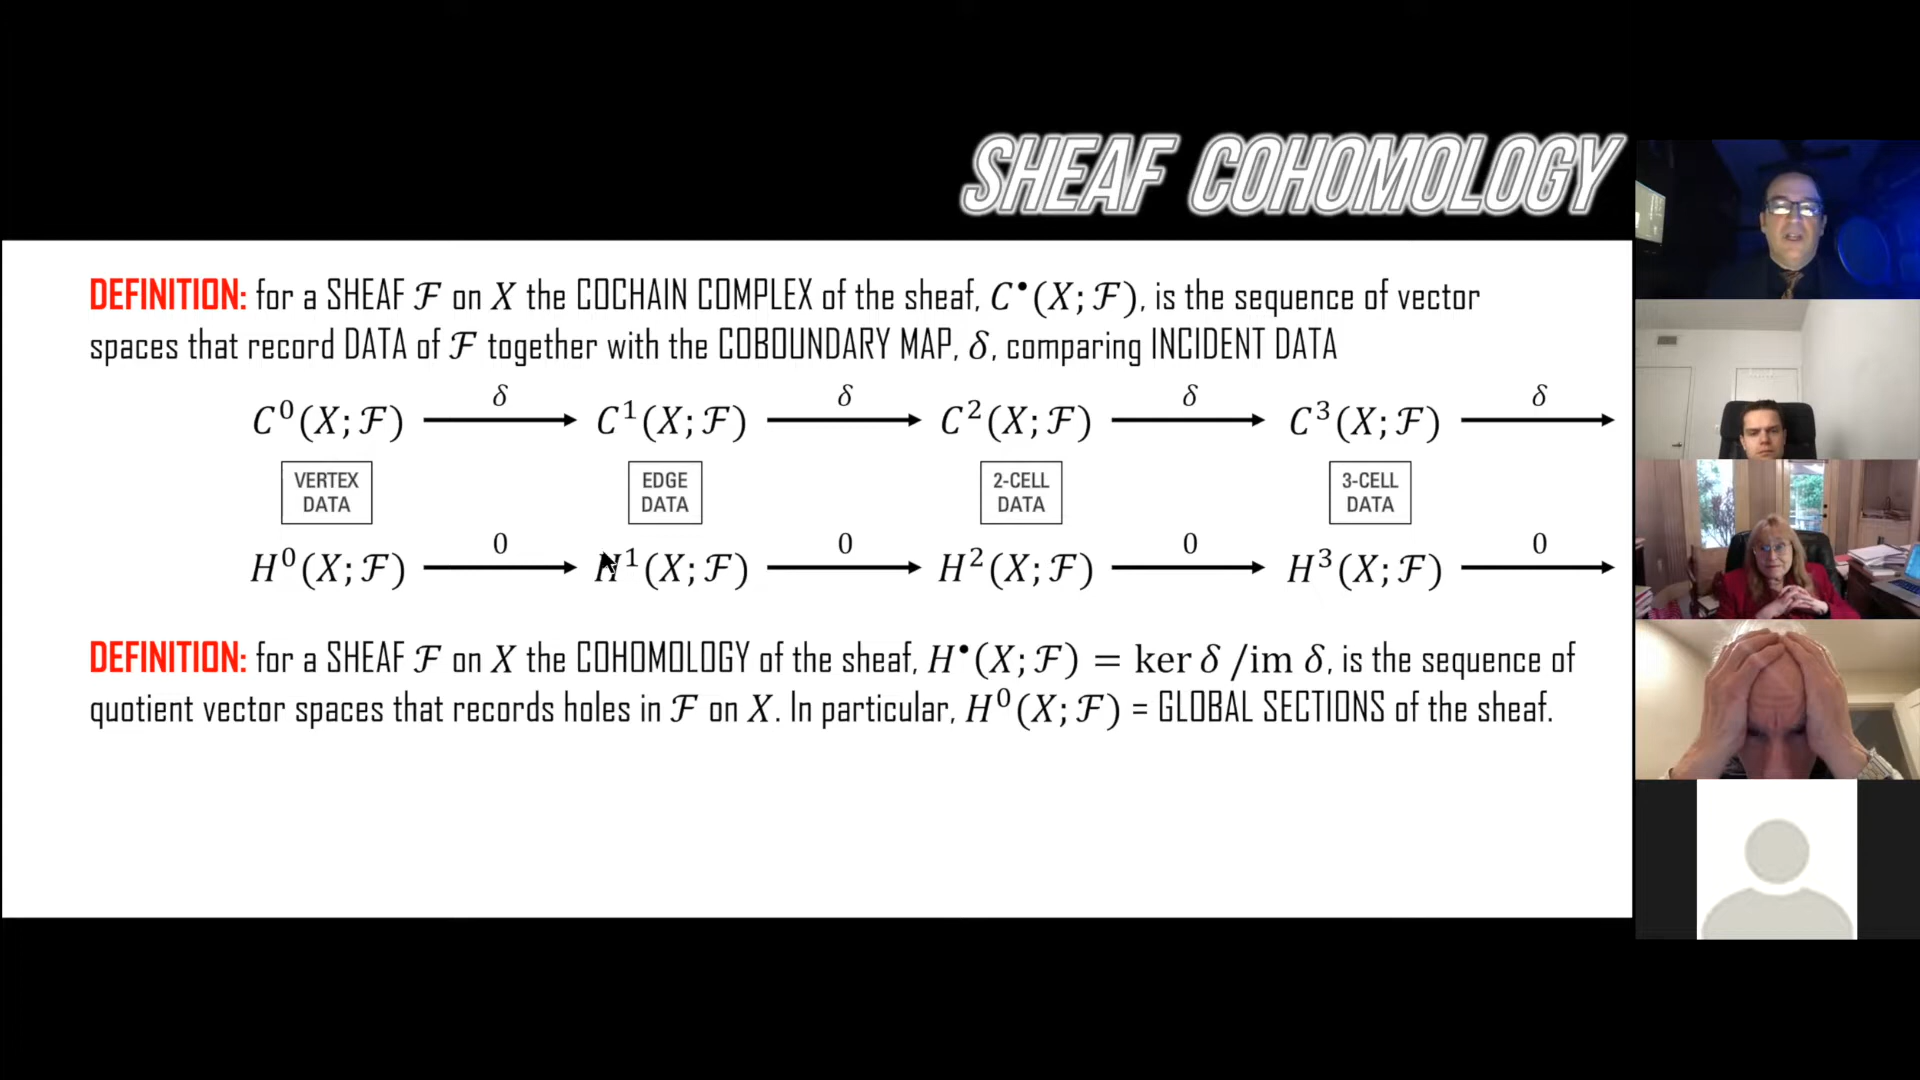 SHEAF COHOMOLOGY
DEFINITION: for a SHEAF ℱ on X the COCHAIN COMPLEX of the sheaf, C•(X; ℱ), is the sequence of vector
spaces that record DATA of ℱ together with the COBOUNDARY MAP, δ, comparing INCIDENT DATA
δ δ δ δ
C⁰(X; ℱ) → C¹(X; ℱ) → C²(X; ℱ) → C³(X; ℱ) →
VERTEX EDGE 2-CELL 3-CELL
DATA DATA DATA DATA
0 0 0 0
H⁰(X; ℱ) → H¹(X; ℱ) → H²(X; ℱ) → H³(X; ℱ) →
DEFINITION: for a SHEAF ℱ on X the COHOMOLOGY of the sheaf, H•(X; ℱ) = ker δ /im δ, is the sequence of
quotient vector spaces that records holes in ℱ on X. In particular, H⁰(X; ℱ) = GLOBAL SECTIONS of the sheaf.